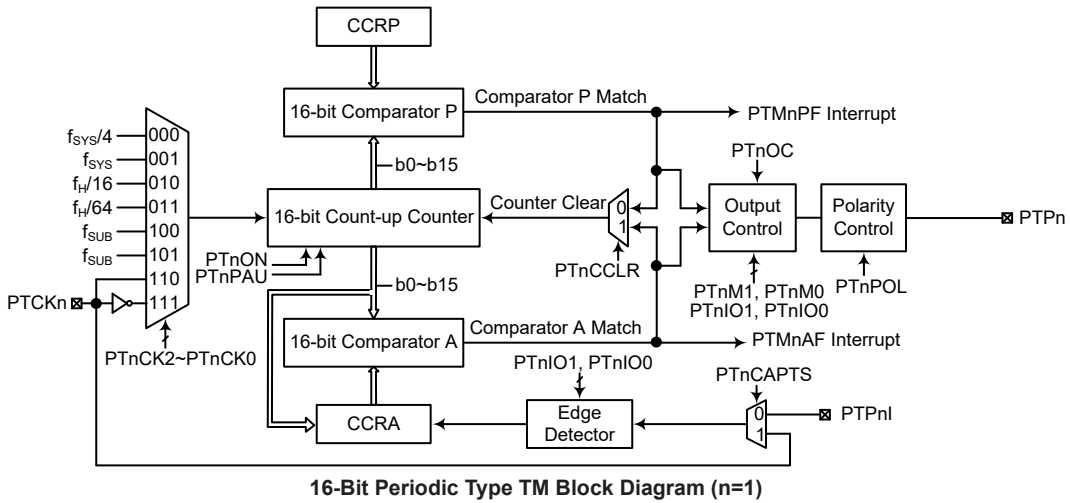 CCRP
16-bit Comparator P
Comparator P Match
PTMnPF Interrupt
fSYS/4
000
fSYS
001
fH/16
010
fH/64
011
fSUB
100
fSUB
101
110
111
b0~b15
16-bit Count-up Counter
Counter Clear
0
1
PTnOC
Output
Control
Polarity
Control
PTPn
PTnON
PTnPAU
PTnCCLR
PTnM1, PTnM0
PTnIO1, PTnIO0
PTnPOL
b0~b15
PTCKn
PTnCK2~PTnCK0
16-bit Comparator A
Comparator A Match
PTMnAF Interrupt
PTnIO1, PTnIO0
PTnCAPTS
CCRA
Edge
Detector
0
1
PTPnI
16-Bit Periodic Type TM Block Diagram (n=1)